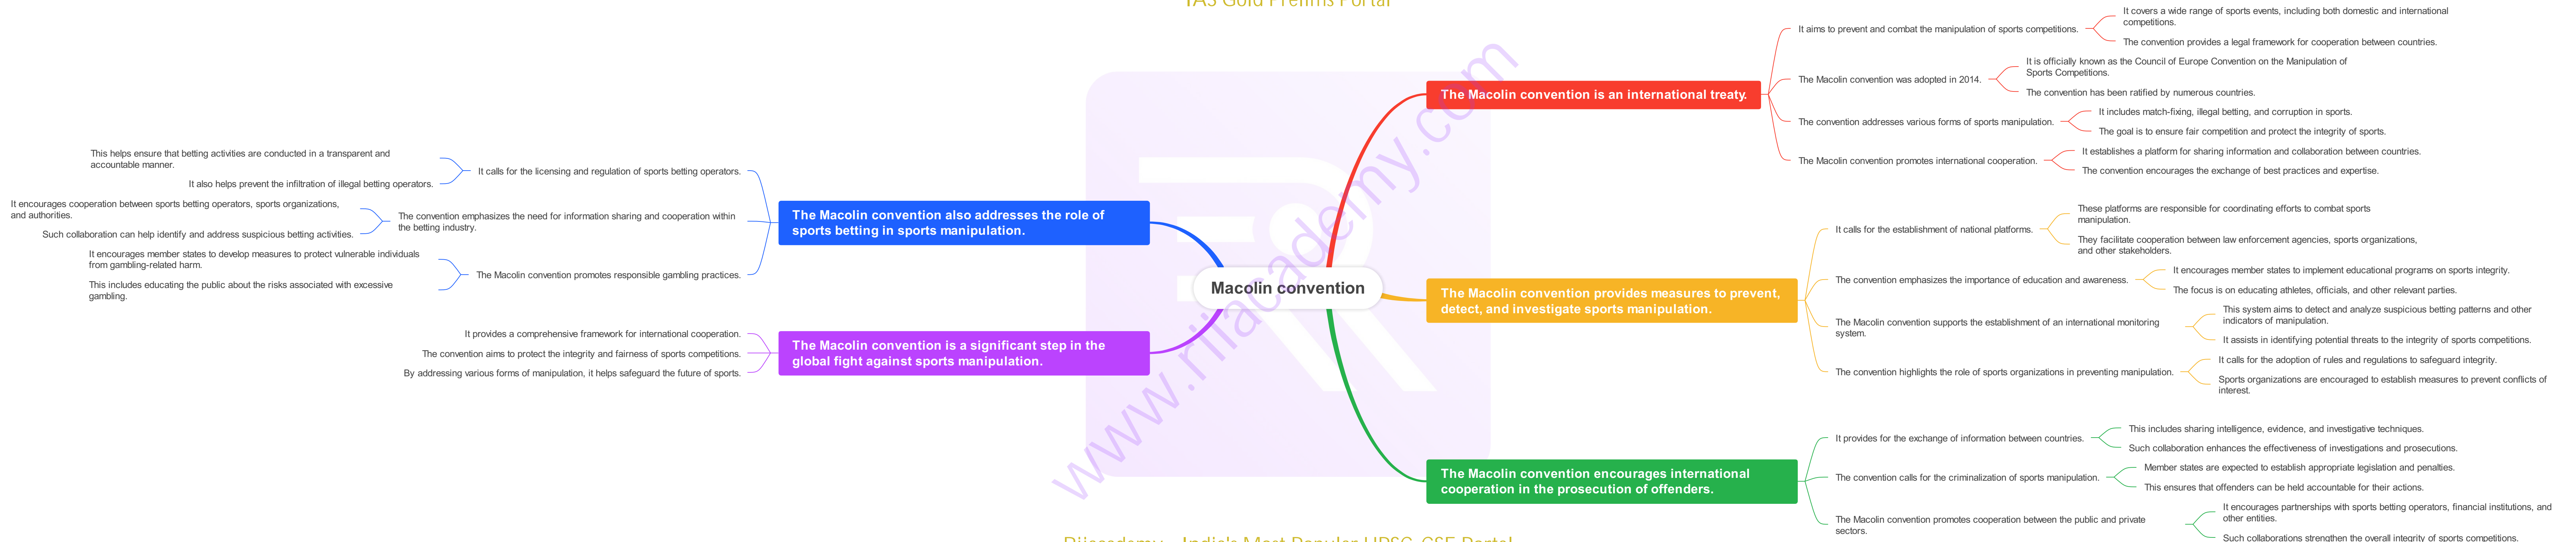 IAS Gold Prelims Portal
Macolin convention
The Macolin convention is an international treaty.
It aims to prevent and combat the manipulation of sports competitions.
It covers a wide range of sports events, including both domestic and international
competitions.
The convention provides a legal framework for cooperation between countries.
The Macolin convention was adopted in 2014.
It is officially known as the Council of Europe Convention on the Manipulation of
Sports Competitions.
The convention has been ratified by numerous countries.
The convention addresses various forms of sports manipulation.
It includes match-fixing, illegal betting, and corruption in sports.
The goal is to ensure fair competition and protect the integrity of sports.
The Macolin convention promotes international cooperation.
It establishes a platform for sharing information and collaboration between countries.
The convention encourages the exchange of best practices and expertise.
The Macolin convention provides measures to prevent,
detect, and investigate sports manipulation.
It calls for the establishment of national platforms.
These platforms are responsible for coordinating efforts to combat sports
manipulation.
They facilitate cooperation between law enforcement agencies, sports organizations,
and other stakeholders.
The convention emphasizes the importance of education and awareness.
It encourages member states to implement educational programs on sports integrity.
The focus is on educating athletes, officials, and other relevant parties.
The Macolin convention supports the establishment of an international monitoring
system.
This system aims to detect and analyze suspicious betting patterns and other
indicators of manipulation.
It assists in identifying potential threats to the integrity of sports competitions.
The convention highlights the role of sports organizations in preventing manipulation.
It calls for the adoption of rules and regulations to safeguard integrity.
Sports organizations are encouraged to establish measures to prevent conflicts of
interest.
The Macolin convention encourages international
cooperation in the prosecution of offenders.
It provides for the exchange of information between countries.
This includes sharing intelligence, evidence, and investigative techniques.
Such collaboration enhances the effectiveness of investigations and prosecutions.
The convention calls for the criminalization of sports manipulation.
Member states are expected to establish appropriate legislation and penalties.
This ensures that offenders can be held accountable for their actions.
The Macolin convention promotes cooperation between the public and private
sectors.
It encourages partnerships with sports betting operators, financial institutions, and
other entities.
Such collaborations strengthen the overall integrity of sports competitions.
The Macolin convention also addresses the role of
sports betting in sports manipulation.
It calls for the licensing and regulation of sports betting operators.
This helps ensure that betting activities are conducted in a transparent and
accountable manner.
It also helps prevent the infiltration of illegal betting operators.
The convention emphasizes the need for information sharing and cooperation within
the betting industry.
It encourages cooperation between sports betting operators, sports organizations,
and authorities.
Such collaboration can help identify and address suspicious betting activities.
The Macolin convention promotes responsible gambling practices.
It encourages member states to develop measures to protect vulnerable individuals
from gambling-related harm.
This includes educating the public about the risks associated with excessive
gambling.
The Macolin convention is a significant step in the
global fight against sports manipulation.
It provides a comprehensive framework for international cooperation.
The convention aims to protect the integrity and fairness of sports competitions.
By addressing various forms of manipulation, it helps safeguard the future of sports.
www.rijacademy.com
India's Most Popular UPSC-CSE Portal